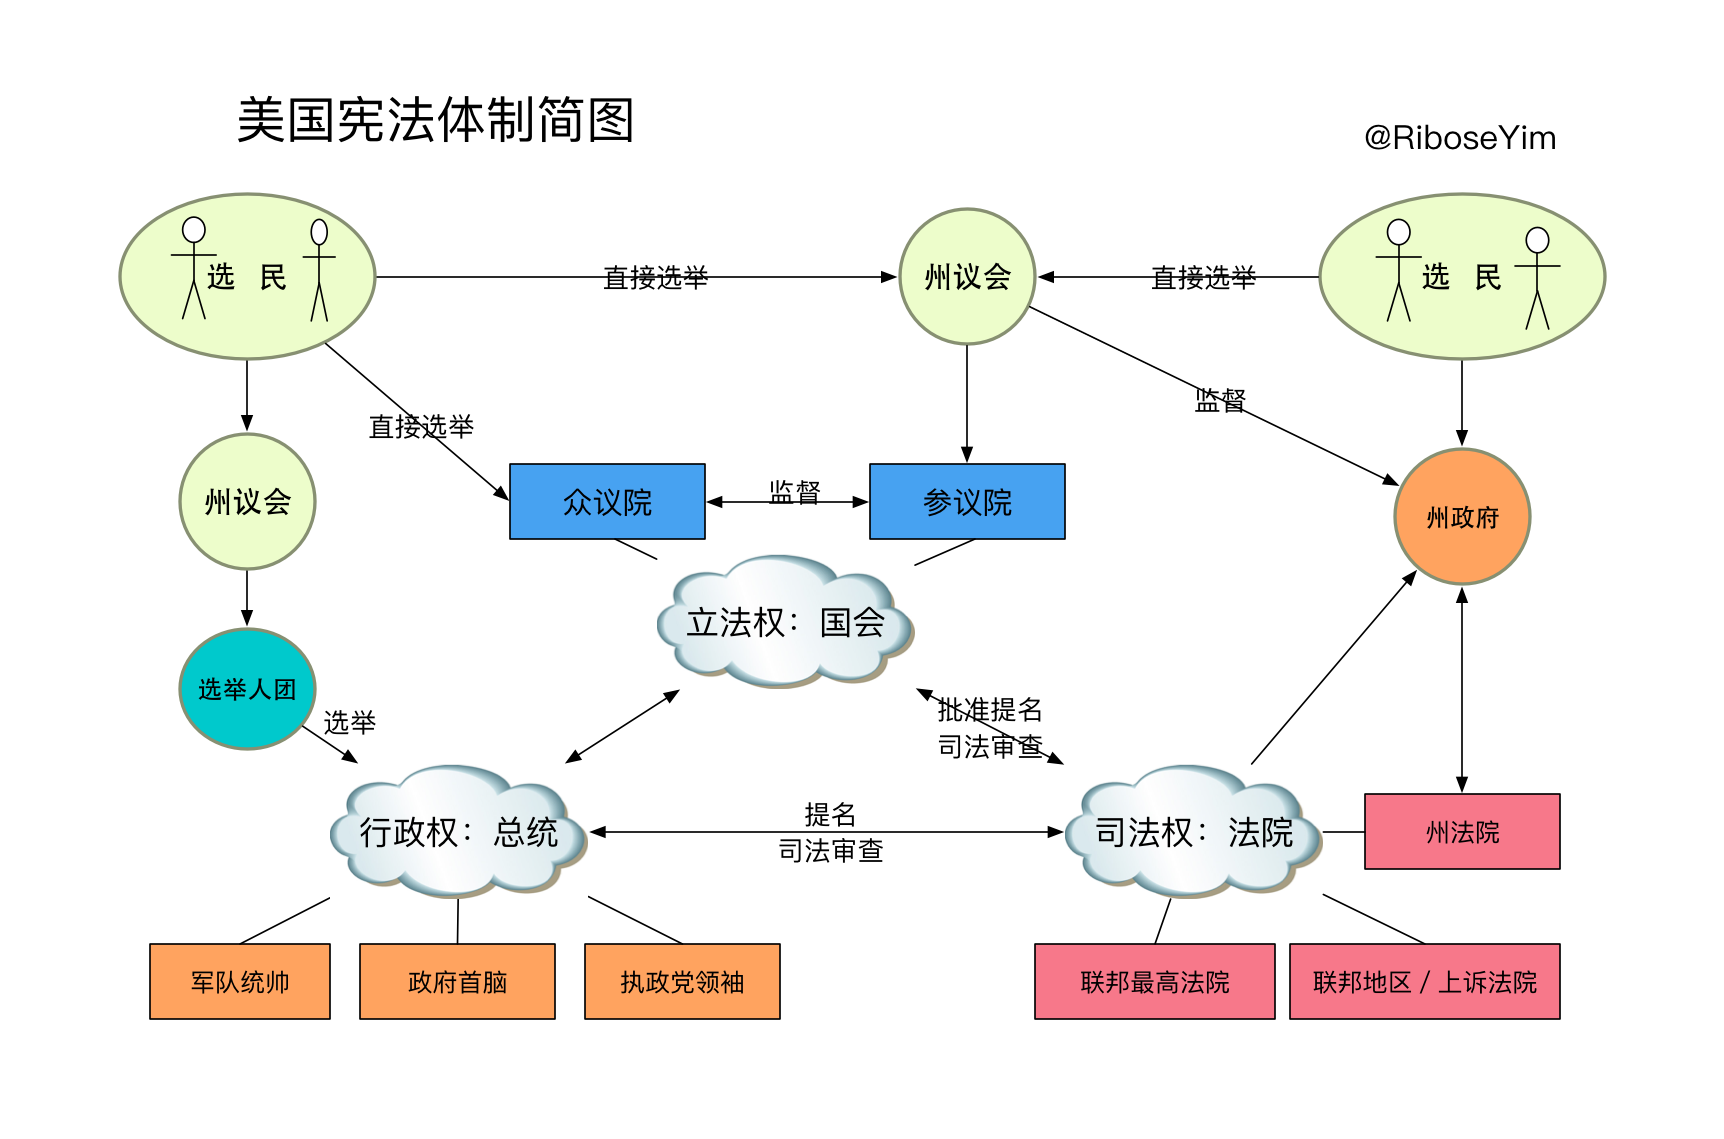 美国宪法体制简图
@RiboseYim
选 民
直接选举
州议会
直接选举
选 民
监督
直接选举
州议会
众议院
监督
参议院
州政府
立法权：国会
选举人团
选举
批准提名
司法审查
行政权：总统
提名
司法审查
司法权：法院
州法院
军队统帅
政府首脑
执政党领袖
联邦最高法院
联邦地区 / 上诉法院